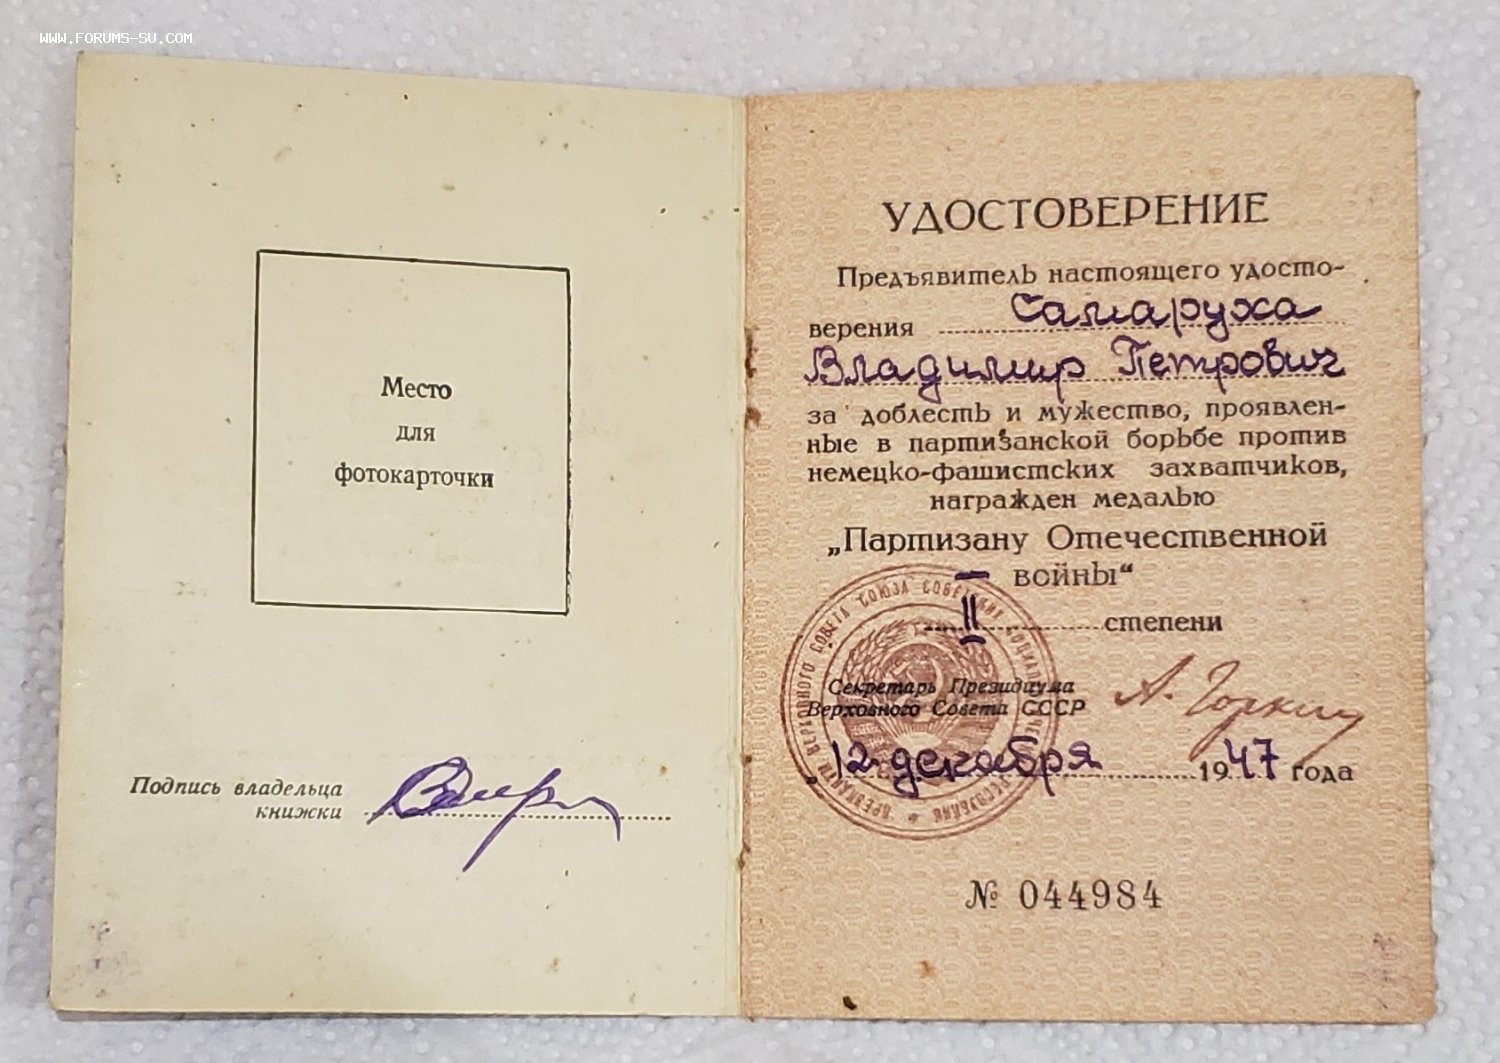 WWW.FORUMS-SU.COM
Место
для
фотокарточки
Подпись владельца
книжки
УДОСТОВЕРЕНИЕ
Предъявитель настоящего удосто-
верения Самаруха
Владимир Петрович
за доблесть и мужество, проявлен-
ные в партизанской борьбе против
немецко-фашистских захватчиков,
награжден медалью
„Партизану Отечественной
войны“
II степени
Секретарь Президиума
Верховного Совета СССР А. Горкин
„12 декабря 1947 года
№ 044984